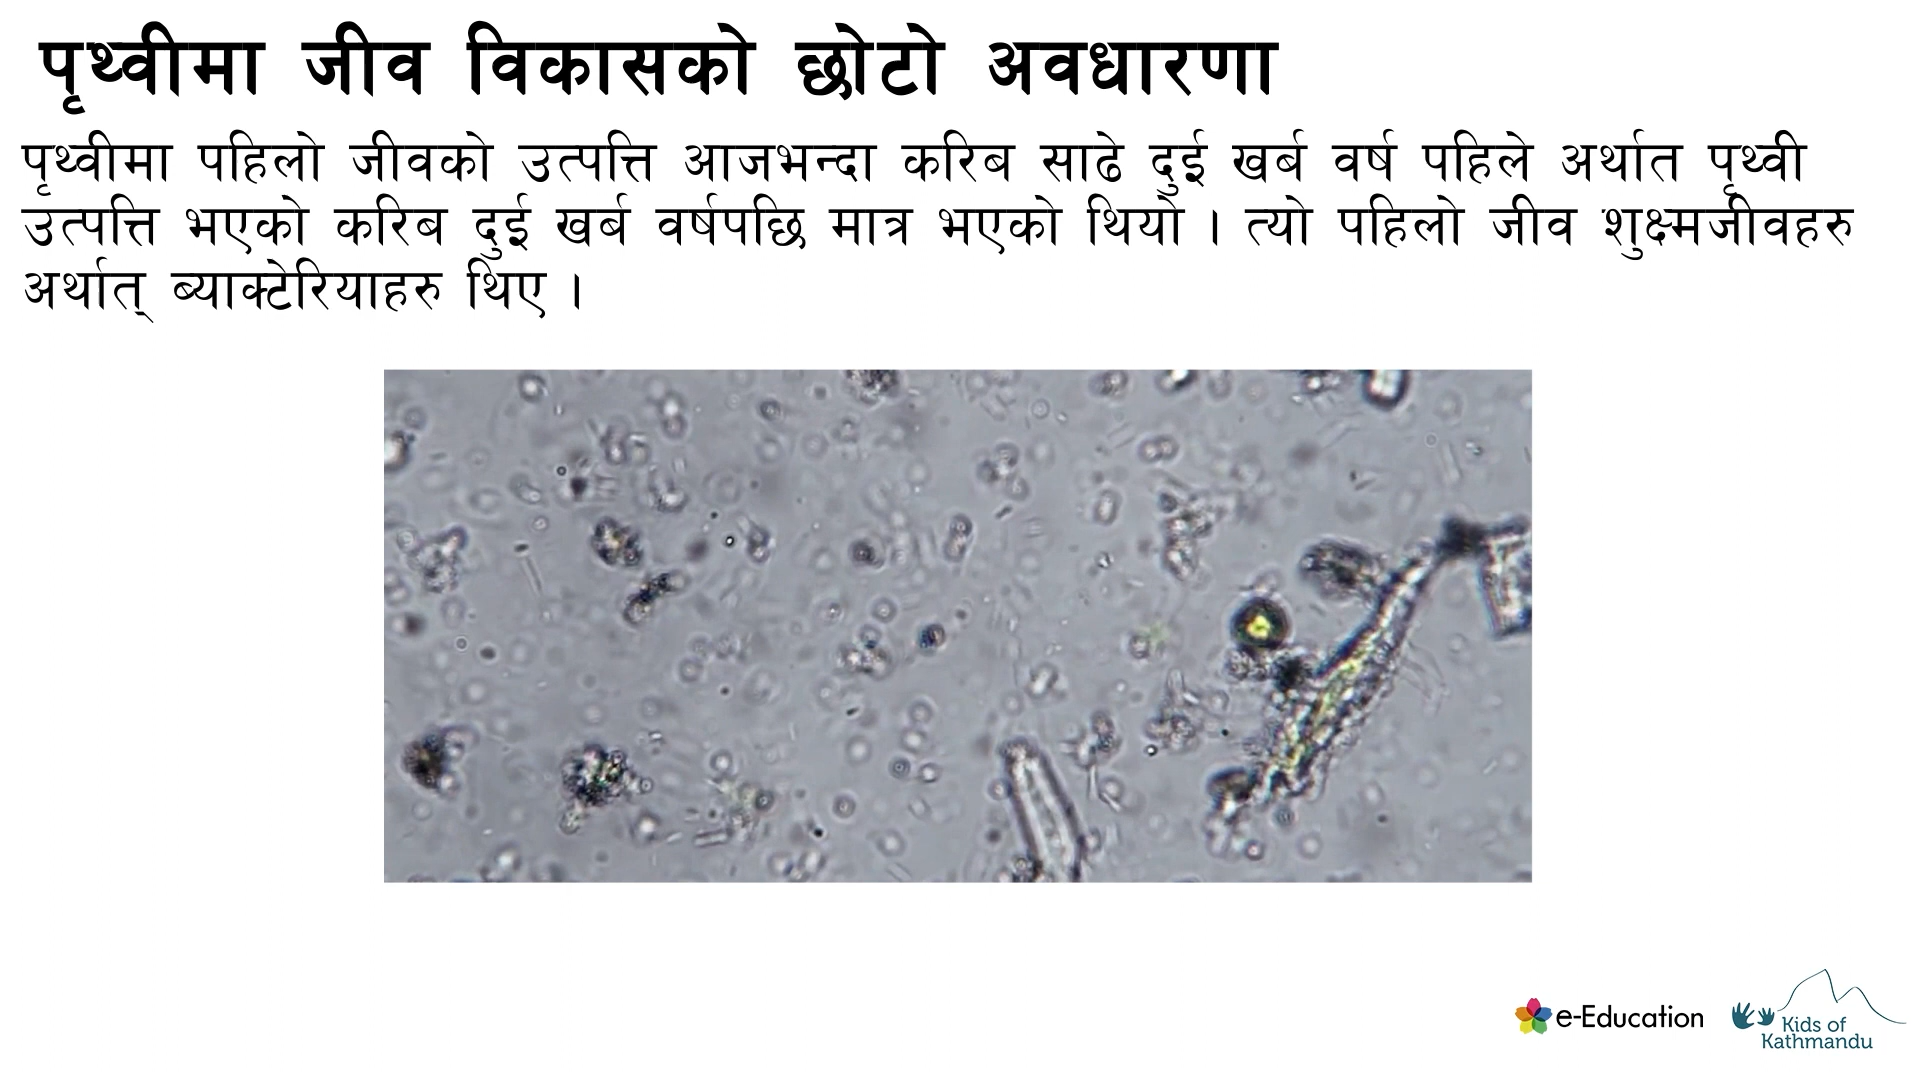 पृथ्वीमा जीव विकासको छोटो अवधारणा
पृथ्वीमा पहिलो जीवको उत्पत्ति आजभन्दा करिब साढे दुई खर्ब वर्ष पहिले अर्थात पृथ्वी
उत्पत्ति भएको करिब दुई खर्ब वर्षपछि मात्र भएको थियो । त्यो पहिलो जीव शुक्ष्मजीवहरु
अर्थात् ब्याक्टेरियाहरु थिए ।
e-Education
Kids of
Kathmandu